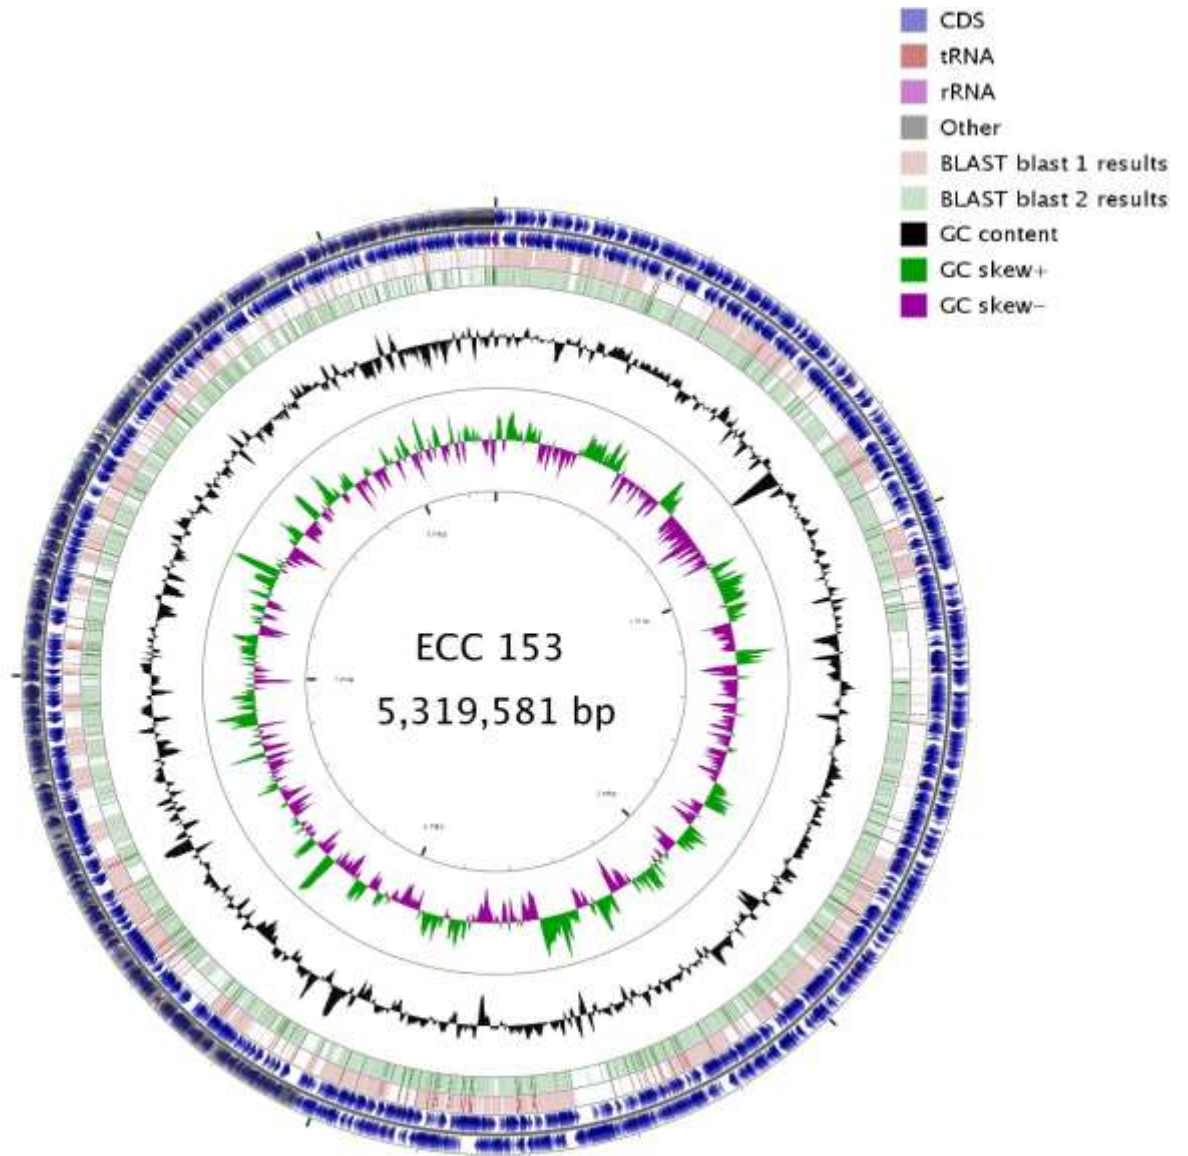 CDS
tRNA
rRNA
Other
BLAST blast 1 results
BLAST blast 2 results
GC content
GC skew+
GC skew−
ECC 153
5,319,581 bp